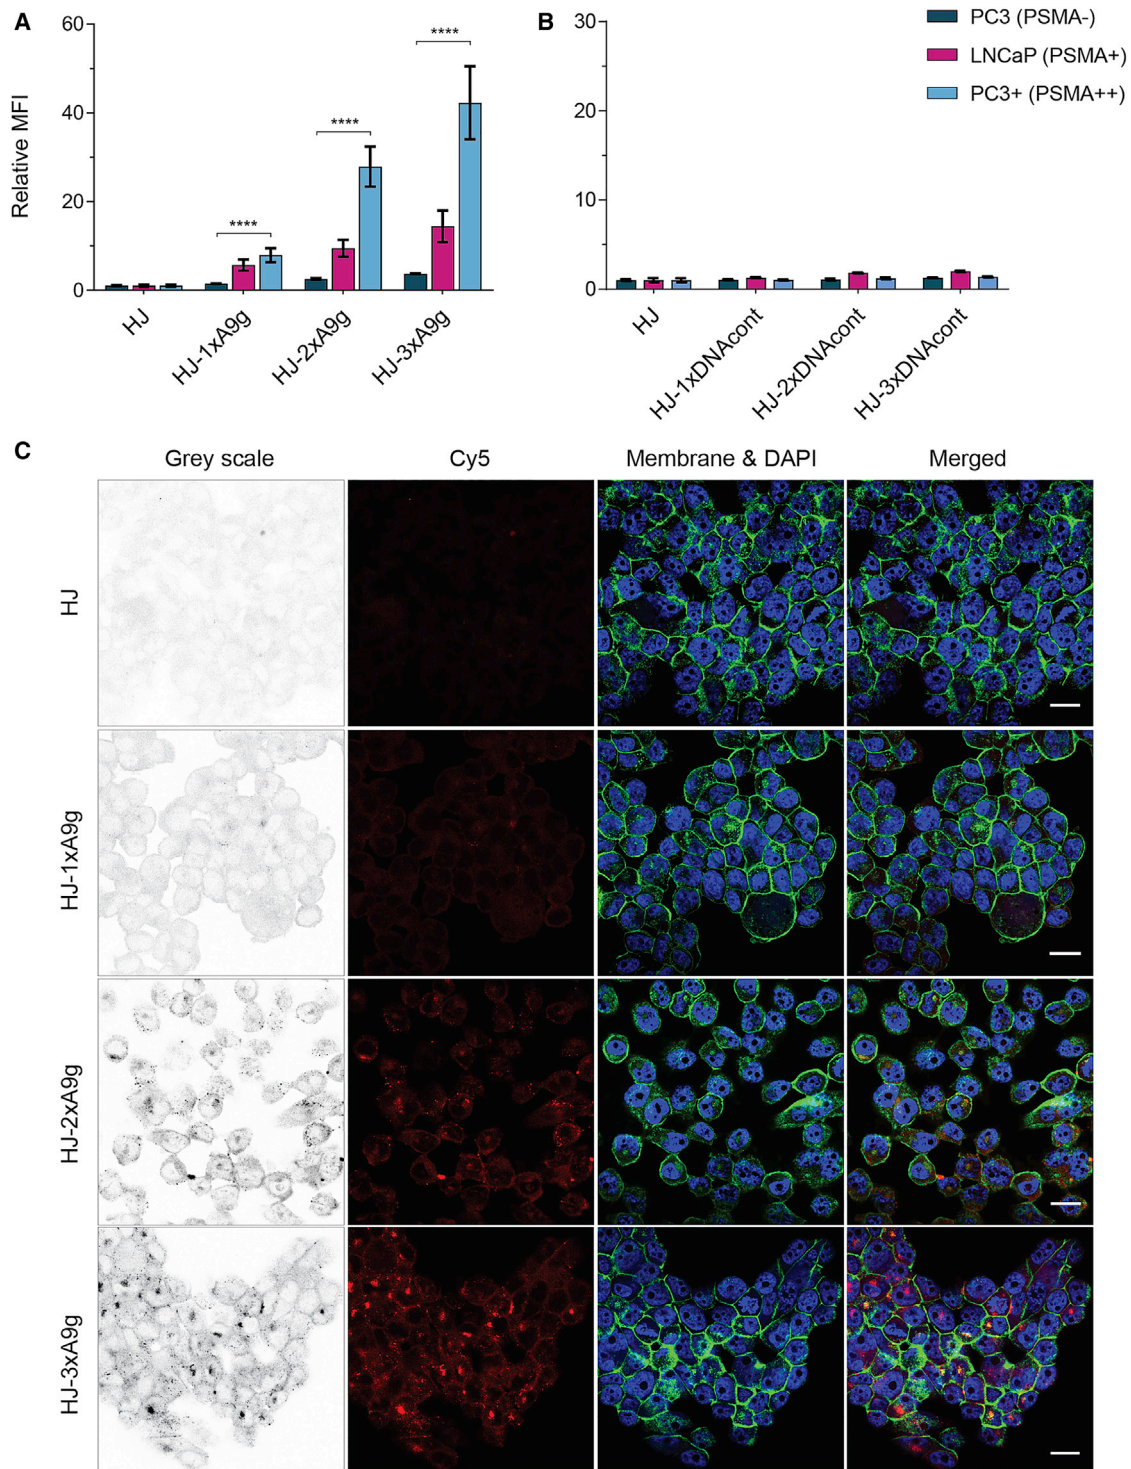 A
60
40
20
0
Relative MFI
****
****
****
HJ
HJ-1xA9g
HJ-2xA9g
HJ-3xA9g
B
30
20
10
0
HJ
HJ-1xDNAcont
HJ-2xDNAcont
HJ-3xDNAcont
PC3 (PSMA-)
LNCaP (PSMA+)
PC3+ (PSMA++)
C
Grey scale
Cy5
Membrane & DAPI
Merged
HJ
HJ-1xA9g
HJ-2xA9g
HJ-3xA9g